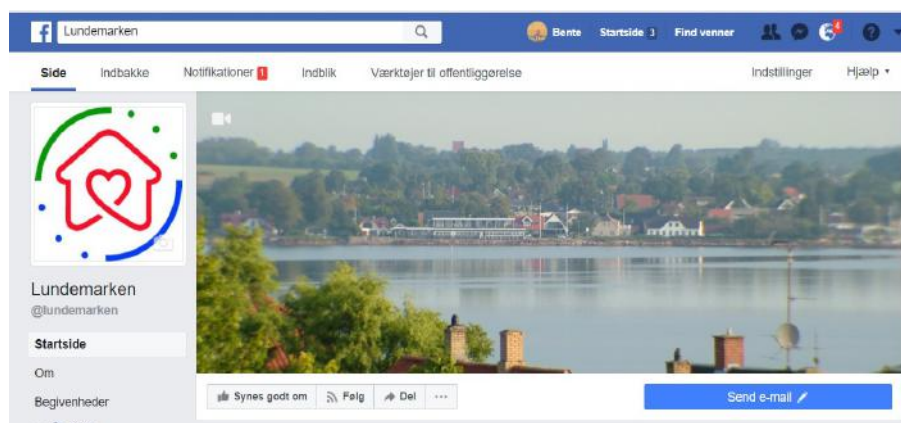 f Lundemarken Bente Startside 3 Find venner 4 ?
Side Indbakke Notifikationer 1 Indblik Værktøjer til offentliggørelse Indstillinger Hjælp
Lundemarken
@lundemarken
Startside
Om
Begivenheder
Synes godt om Følg Del ... Send e-mail